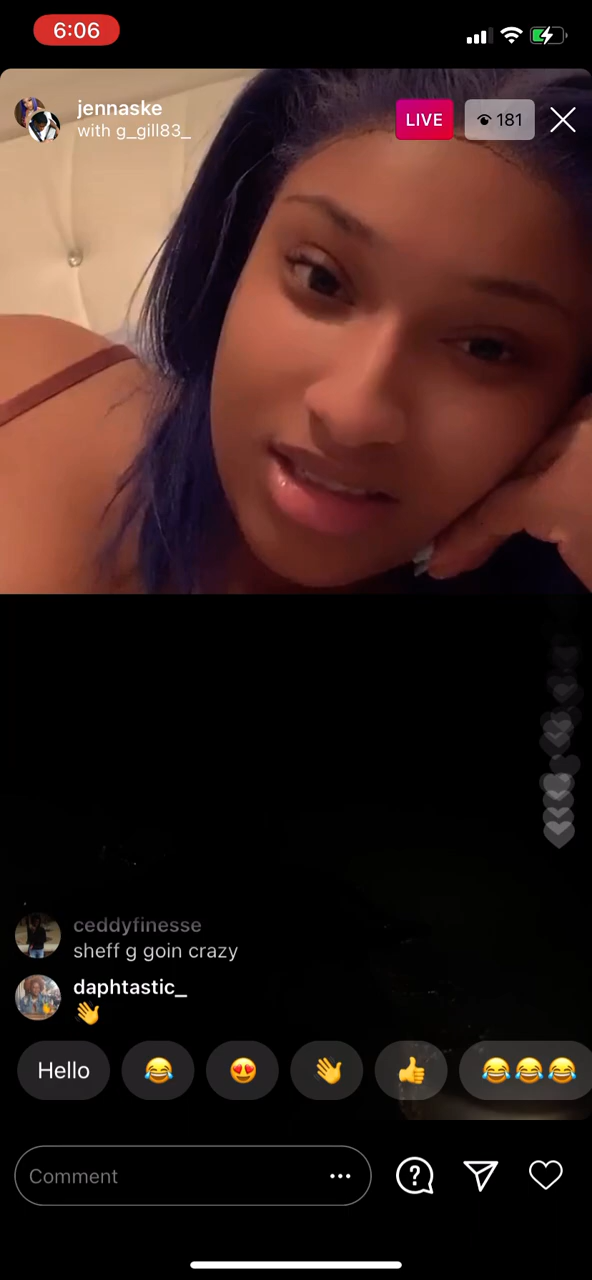 6:06
jennaske
with g_gill83_
LIVE
181
ceddyfinesse
sheff g goin crazy
daphtastic_
👋
Hello
😂
😍
👋
👍
😂😂😂
Comment